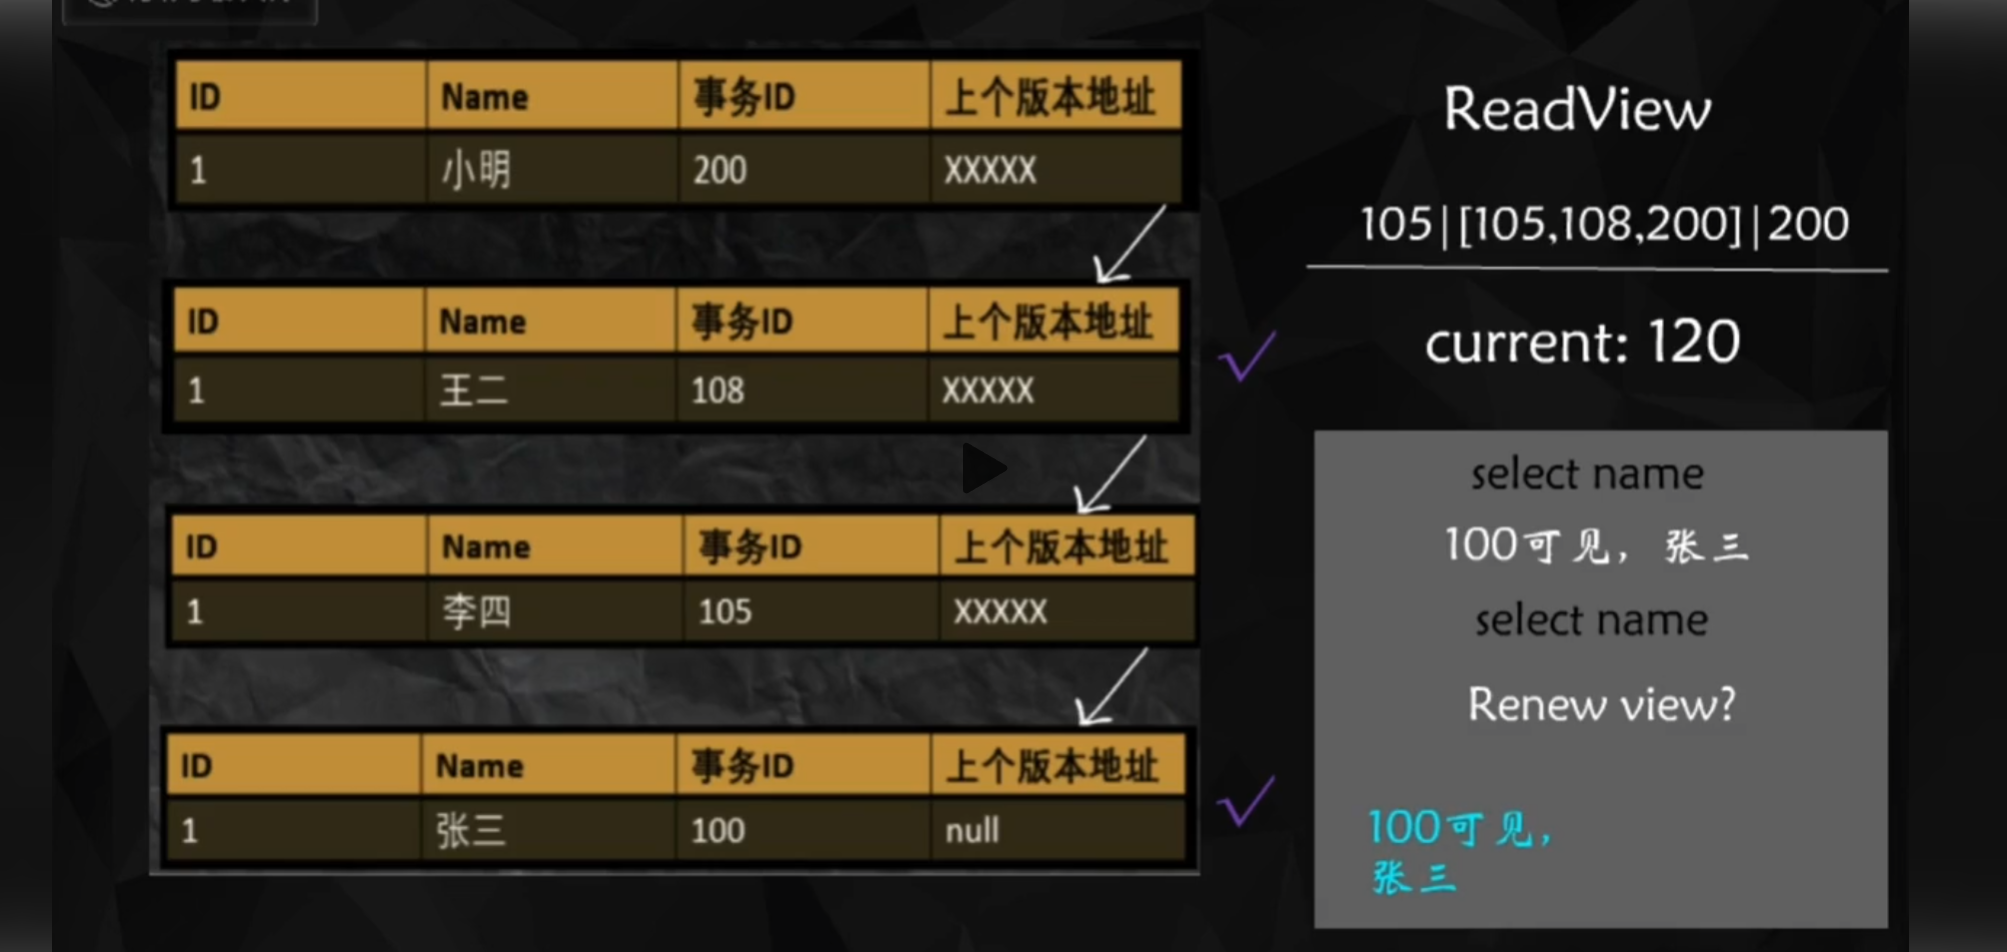 ID Name 事务ID 上个版本地址
1 小明 200 XXXXX
ID Name 事务ID 上个版本地址
1 王二 108 XXXXX
ID Name 事务ID 上个版本地址
1 李四 105 XXXXX
ID Name 事务ID 上个版本地址
1 张三 100 null
ReadView
105|[105,108,200]|200
current: 120
select name
100可见，张三
select name
Renew view?
100可见，
张三